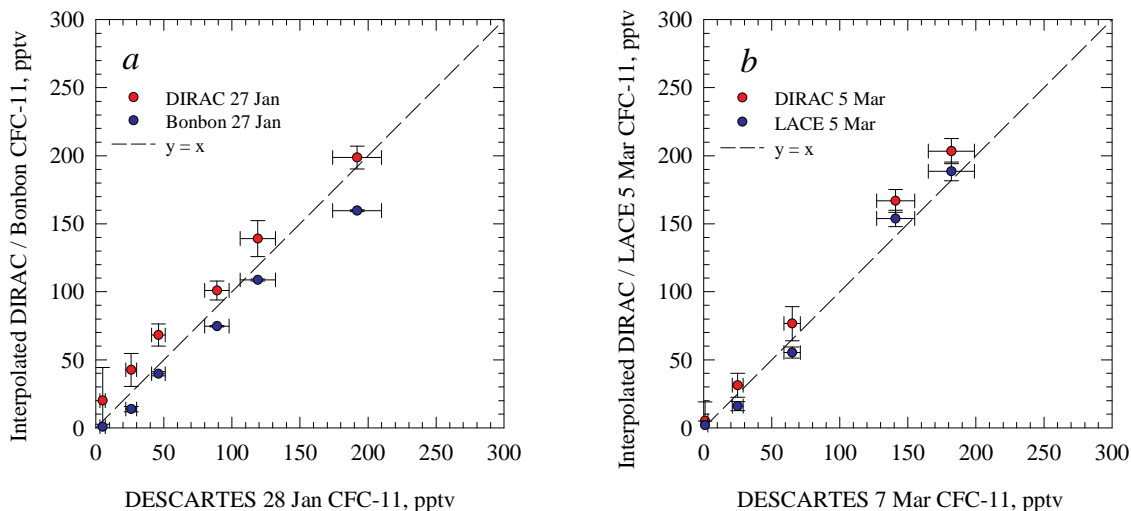 Interpolated DIRAC / Bonbon CFC-11, pptv
300
250
200
150
100
50
0
a
DIRAC 27 Jan
Bonbon 27 Jan
y = x
0 50 100 150 200 250 300
DESCARTES 28 Jan CFC-11, pptv
Interpolated DIRAC / LACE 5 Mar CFC-11, pptv
300
250
200
150
100
50
0
b
DIRAC 5 Mar
LACE 5 Mar
y = x
0 50 100 150 200 250 300
DESCARTES 7 Mar CFC-11, pptv